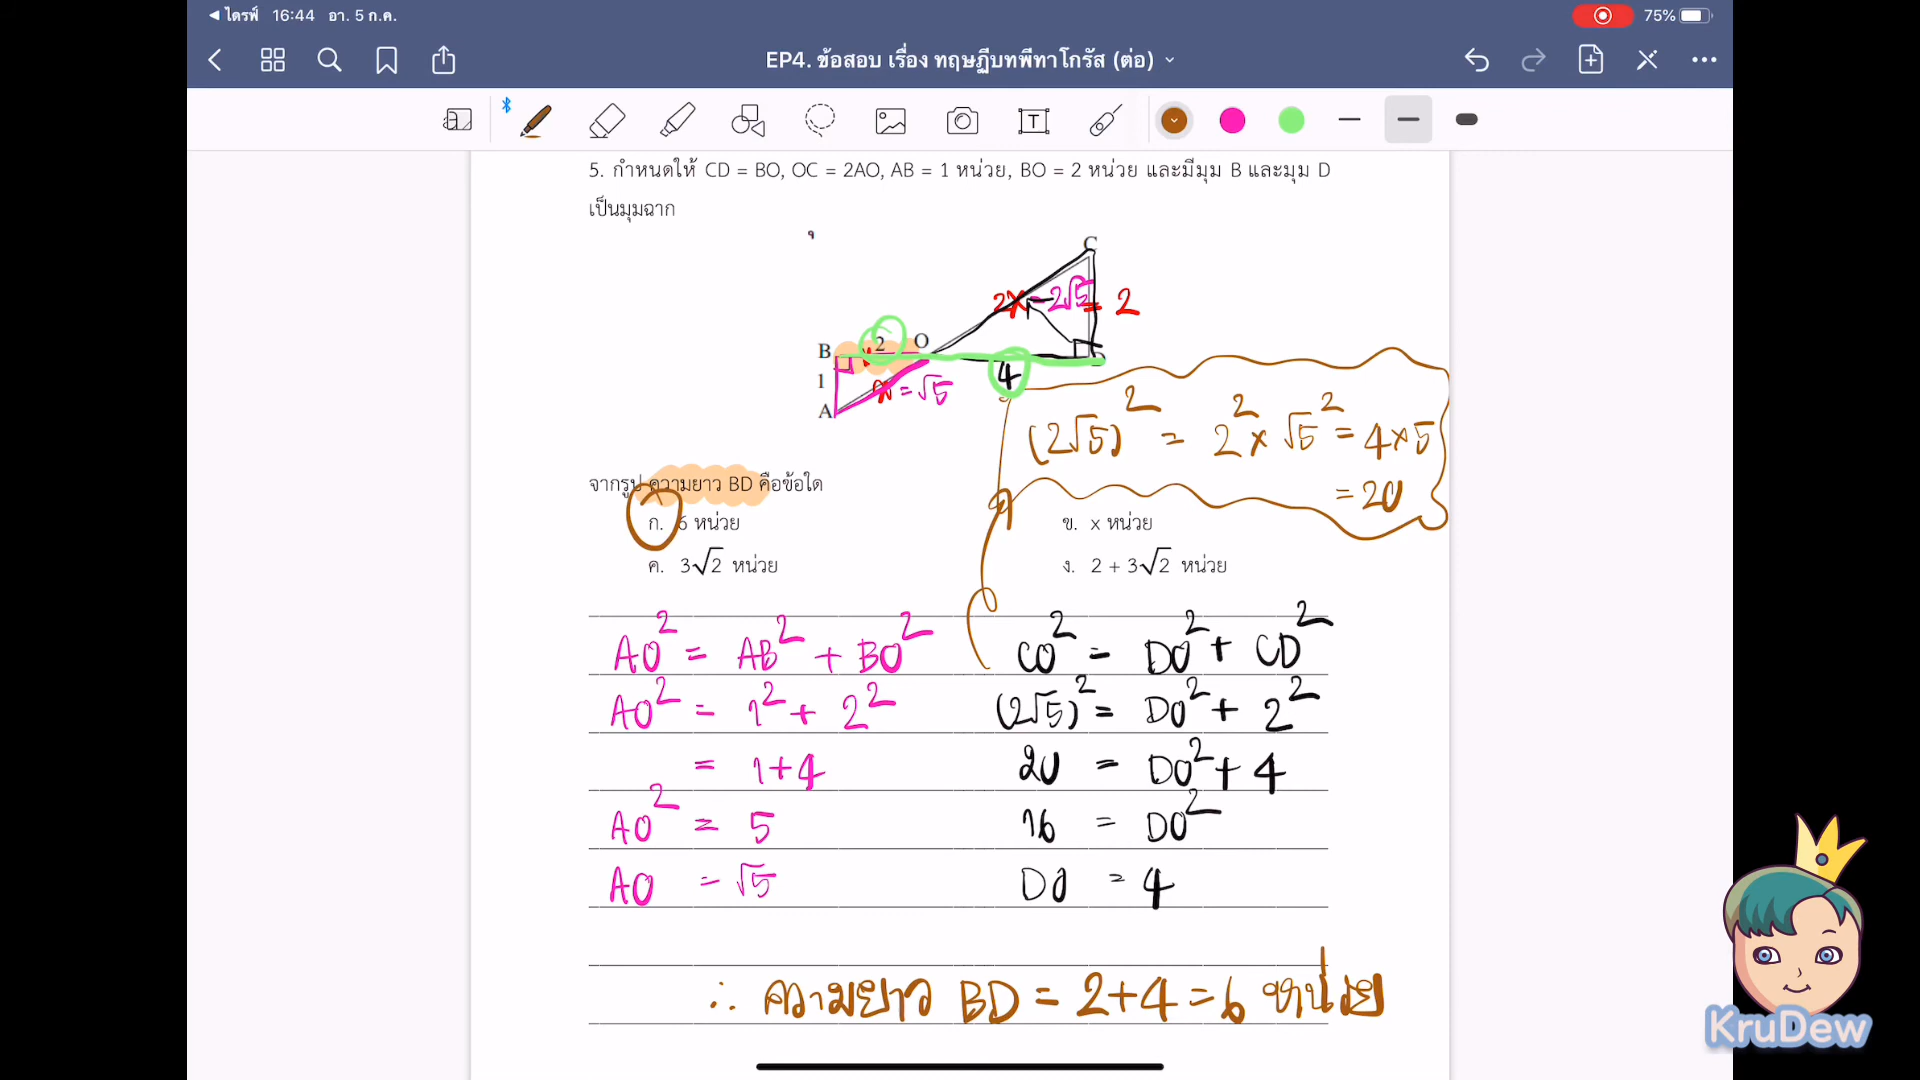 ไดรฟ์ 16:44 อา. 5 ก.ค. 75%
EP4. ข้อสอบ เรื่อง ทฤษฎีบทพีทาโกรัส (ต่อ)
5. กำหนดให้ CD = BO, OC = 2AO, AB = 1 หน่วย, BO = 2 หน่วย และมีมุม B และมุม D
เป็นมุมฉาก
C
2x = 2√5 = 2
B 2 O D
1 x = √5 4
A
(2√5)² = 2² x √5² = 4x5
= 20
จากรูป ความยาว BD คือข้อใด
ก. 6 หน่วย ข. x หน่วย
ค. 3√2 หน่วย ง. 2 + 3√2 หน่วย
AO² = AB² + BO² CO² = DO² + CD²
AO² = 1² + 2² (2√5)² = DO² + 2²
= 1+4 20 = DO² + 4
AO² = 5 16 = DO²
AO = √5 DO = 4
∴ ความยาว BD = 2+4 = 6 หน่วย
KruDew